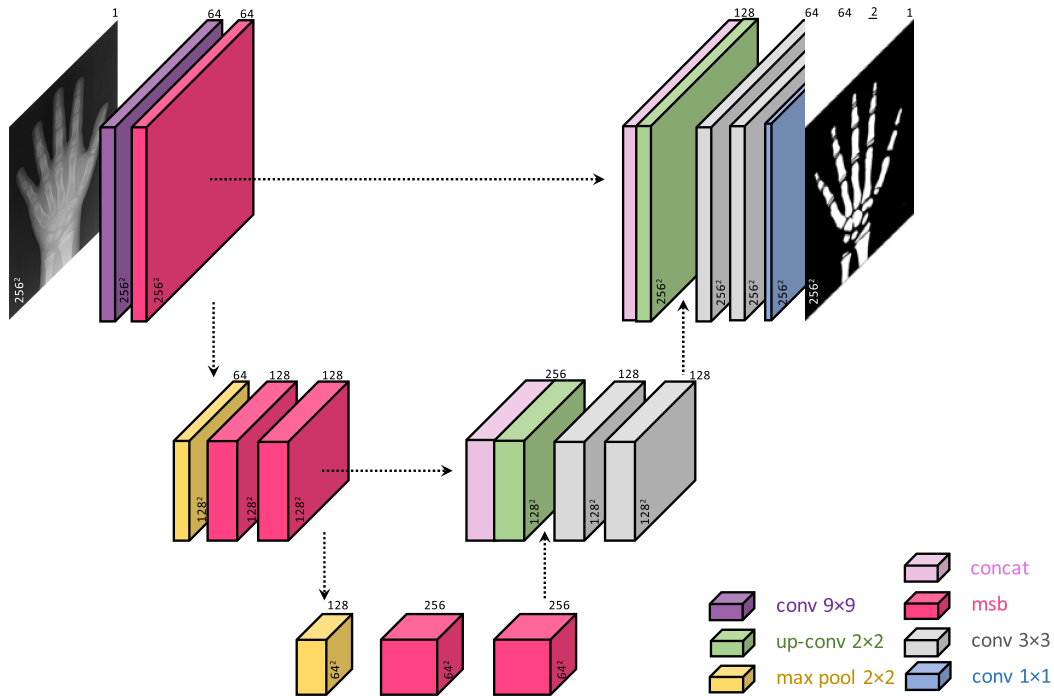 1 64 64 128 64 64 2 1
256² 256² 256² 256² 256² 256² 256² 256²
64 128 128 256 128 128
128² 128² 128² 128² 128² 128²
128 256 256
64² 64² 64²
concat
conv 9×9 msb
up-conv 2×2 conv 3×3
max pool 2×2 conv 1×1